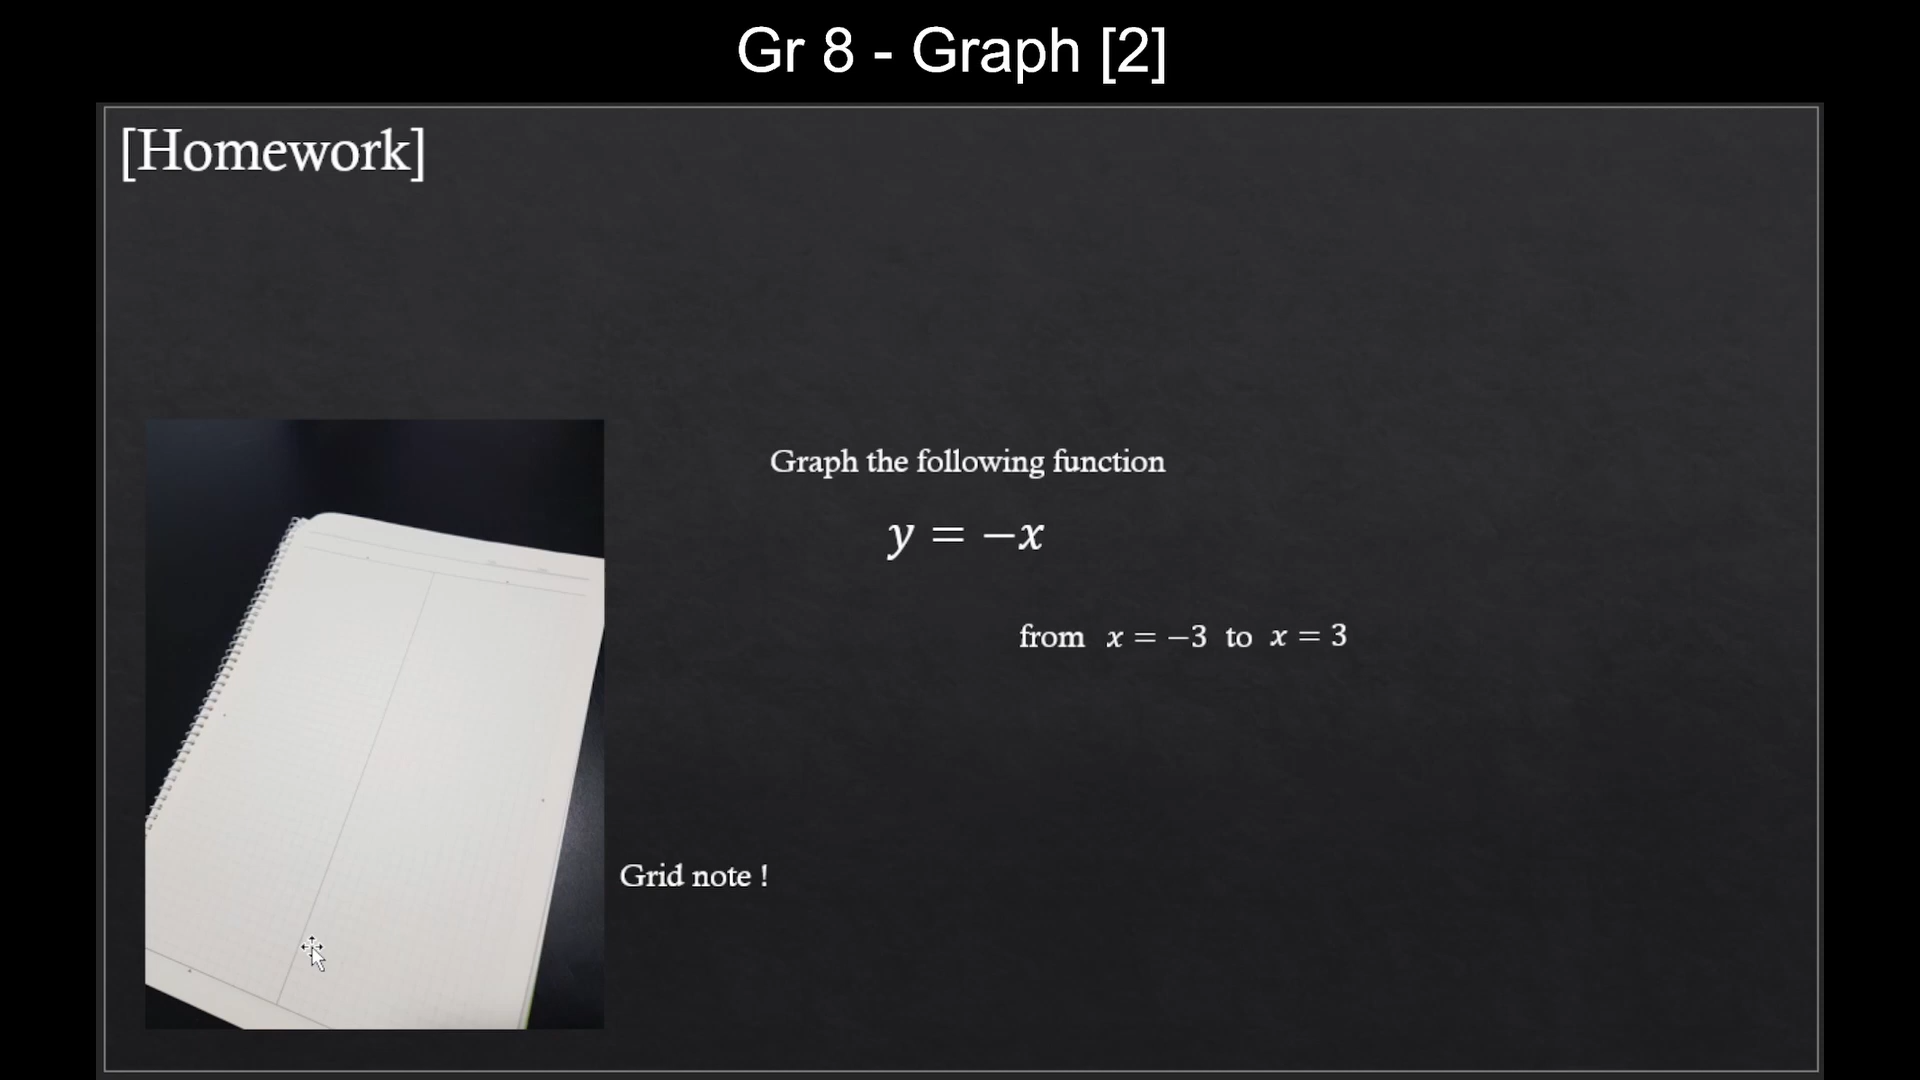 Gr 8 - Graph [2]
[Homework]
Graph the following function
y = −x
from x = −3 to x = 3
Grid note !